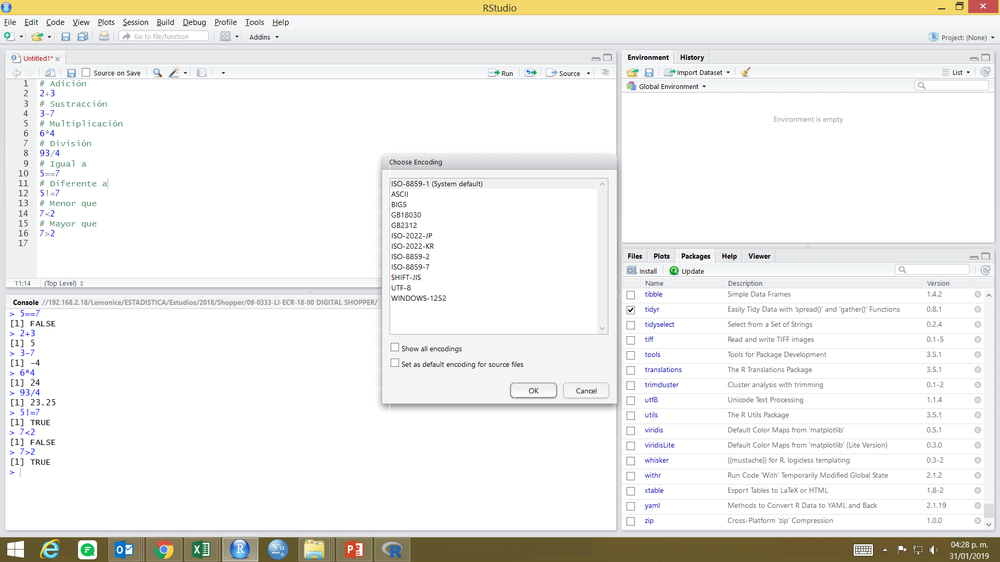 RStudio
File Edit Code View Plots Session Build Debug Profile Tools Help
Go to file/function Addins Project: (None)
Untitled1*
Source on Save Run Source
1 # Adición
2 2+3
3 # Sustracción
4 3-7
5 # Multiplicación
6 6*4
7 # División
8 93/4
9 # Igual a
10 5==7
11 # Diferente a
12 5!=7
13 # Menor que
14 7<2
15 # Mayor que
16 7>2
17
11:14 (Top Level)
Console //192.168.2.18/Lemonice/ESTADISTICA/Estudios/2018/Shopper/09-0333-LI-ECR-18-00 DIGITAL SHOPPER/
> 5==7
[1] FALSE
> 2+3
[1] 5
> 3-7
[1] -4
> 6*4
[1] 24
> 93/4
[1] 23.25
> 5!=7
[1] TRUE
> 7<2
[1] FALSE
> 7>2
[1] TRUE
>
Choose Encoding
ISO-8859-1 (System default)
ASCII
BIG5
GB18030
GB2312
ISO-2022-JP
ISO-2022-KR
ISO-8859-2
ISO-8859-7
SHIFT-JIS
UTF-8
WINDOWS-1252
Show all encodings
Set as default encoding for source files
OK Cancel
Environment History
Import Dataset List
Global Environment
Environment is empty
Files Plots Packages Help Viewer
Install Update
Name Description Version
tibble Simple Data Frames 1.4.2
tidyr Easily Tidy Data with 'spread()' and 'gather()' Functions 0.8.1
tidyselect Select from a Set of Strings 0.2.4
tiff Read and write TIFF images 0.1-5
tools Tools for Package Development 3.5.1
translations The R Translations Package 3.5.1
trimcluster Cluster analysis with trimming 0.1-2
utf8 Unicode Text Processing 1.1.4
utils The R Utils Package 3.5.1
viridis Default Color Maps from 'matplotlib' 0.5.1
viridisLite Default Color Maps from 'matplotlib' (Lite Version) 0.3.0
whisker {{mustache}} for R, logicless templating 0.3-2
withr Run Code 'With' Temporarily Modified Global State 2.1.2
xtable Export Tables to LaTeX or HTML 1.8-2
yaml Methods to Convert R Data to YAML and Back 2.1.19
zip Cross-Platform 'zip' Compression 1.0.0
04:28 p. m.
31/01/2019